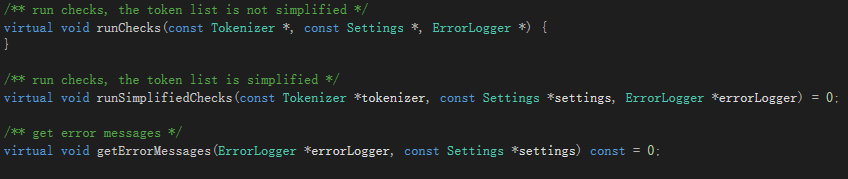 /** run checks, the token list is not simplified */
virtual void runChecks(const Tokenizer *, const Settings *, ErrorLogger *) {
}
/** run checks, the token list is simplified */
virtual void runSimplifiedChecks(const Tokenizer *tokenizer, const Settings *settings, ErrorLogger *errorLogger) = 0;
/** get error messages */
virtual void getErrorMessages(ErrorLogger *errorLogger, const Settings *settings) const = 0;